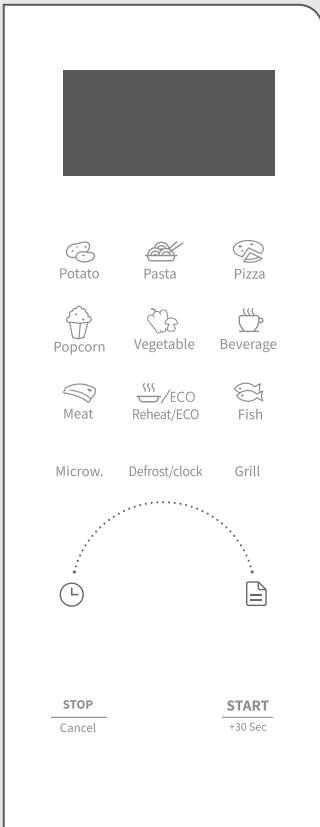 Potato Pasta Pizza
Popcorn Vegetable Beverage
/ECO
Meat Reheat/ECO Fish
Microw. Defrost/clock Grill
STOP START
Cancel +30 Sec